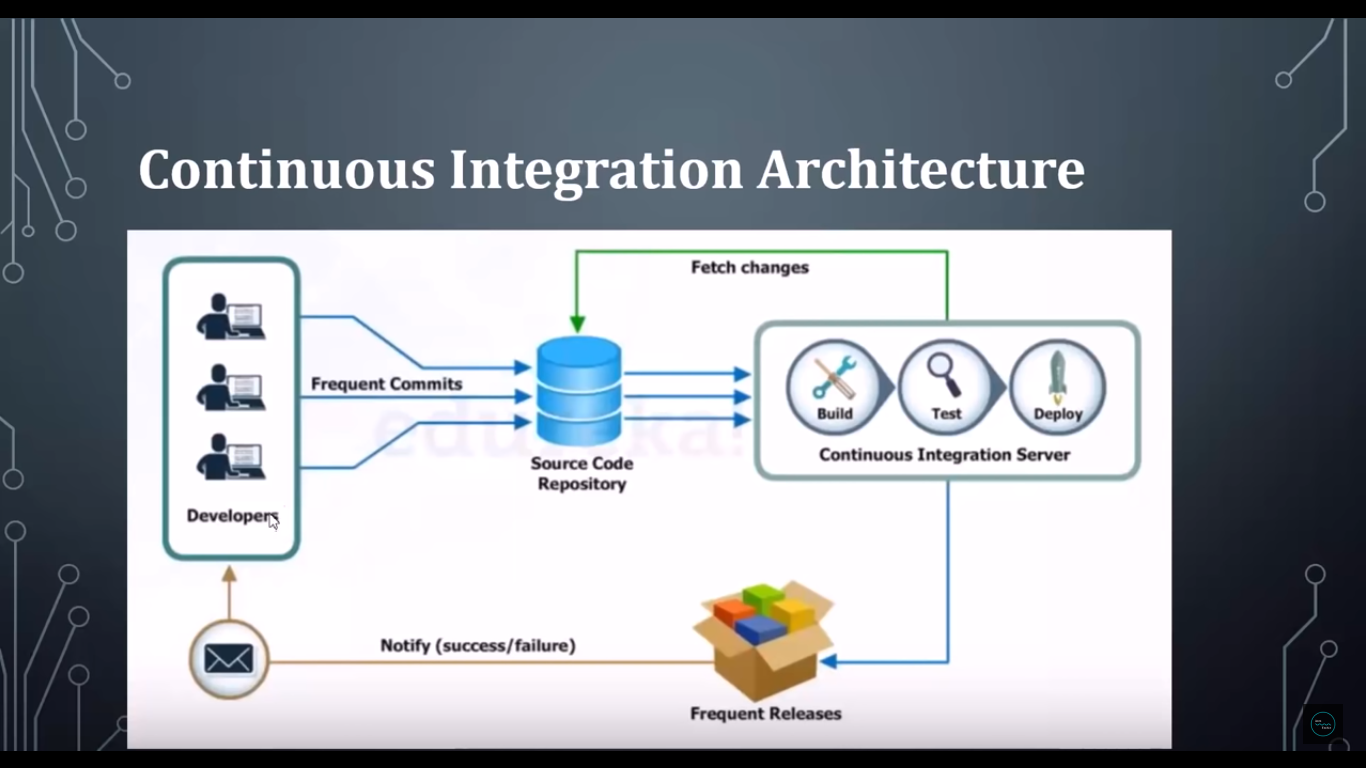 Continuous Integration Architecture
Fetch changes
Frequent Commits
Build
Test
Deploy
Continuous Integration Server
Source Code
Repository
Developers
edureka!
Notify (success/failure)
Frequent Releases